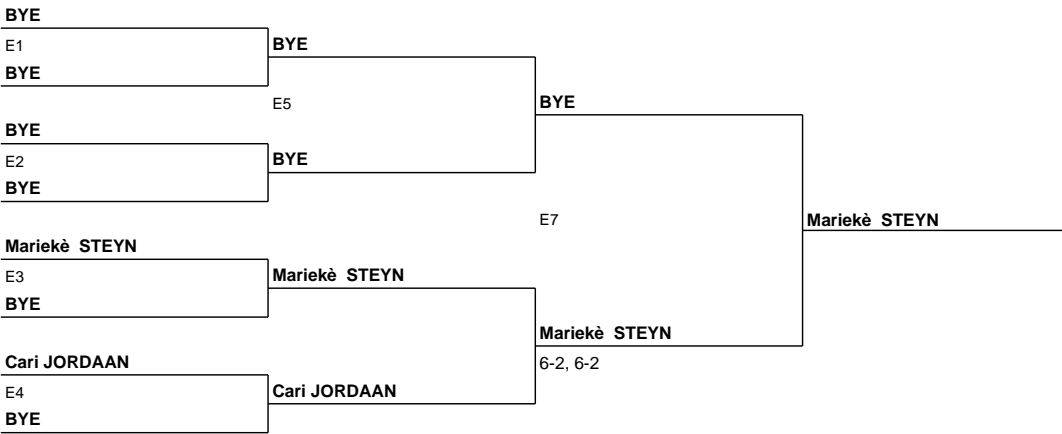 BYE
E1
BYE
BYE
E5
BYE
BYE
E2
BYE
BYE
E7
Mariekè  STEYN
Mariekè  STEYN
E3
Mariekè  STEYN
BYE
Mariekè  STEYN
6-2, 6-2
Cari JORDAAN
E4
Cari JORDAAN
BYE